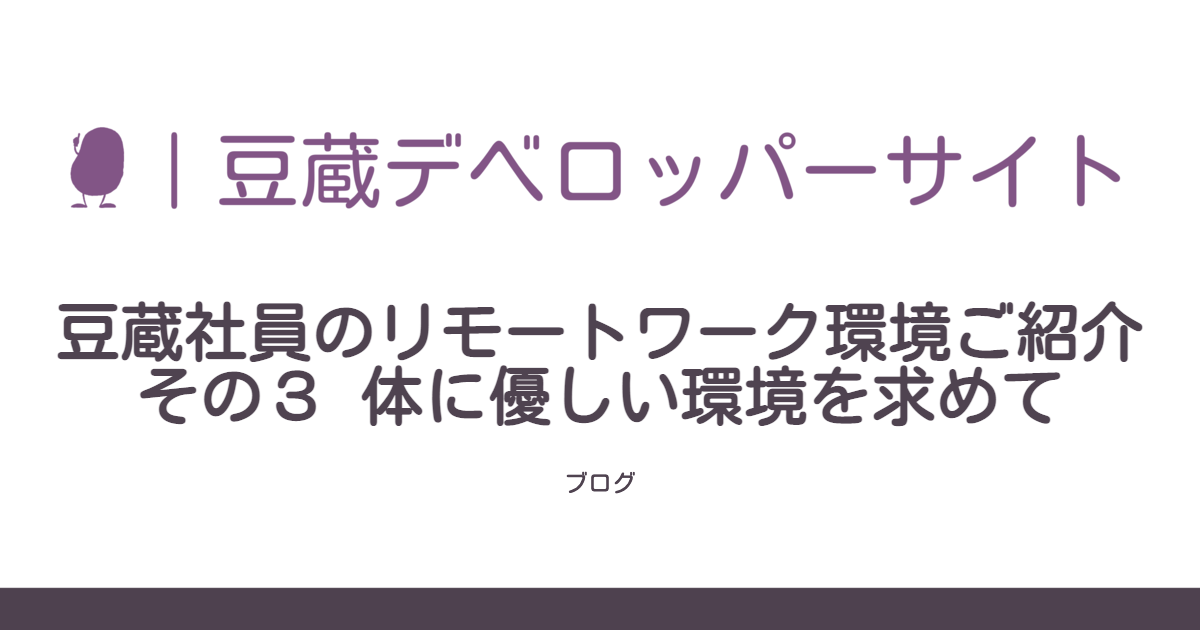 ｜豆蔵デベロッパーサイト
豆蔵社員のリモートワーク環境ご紹介
その３ 体に優しい環境を求めて
ブログ